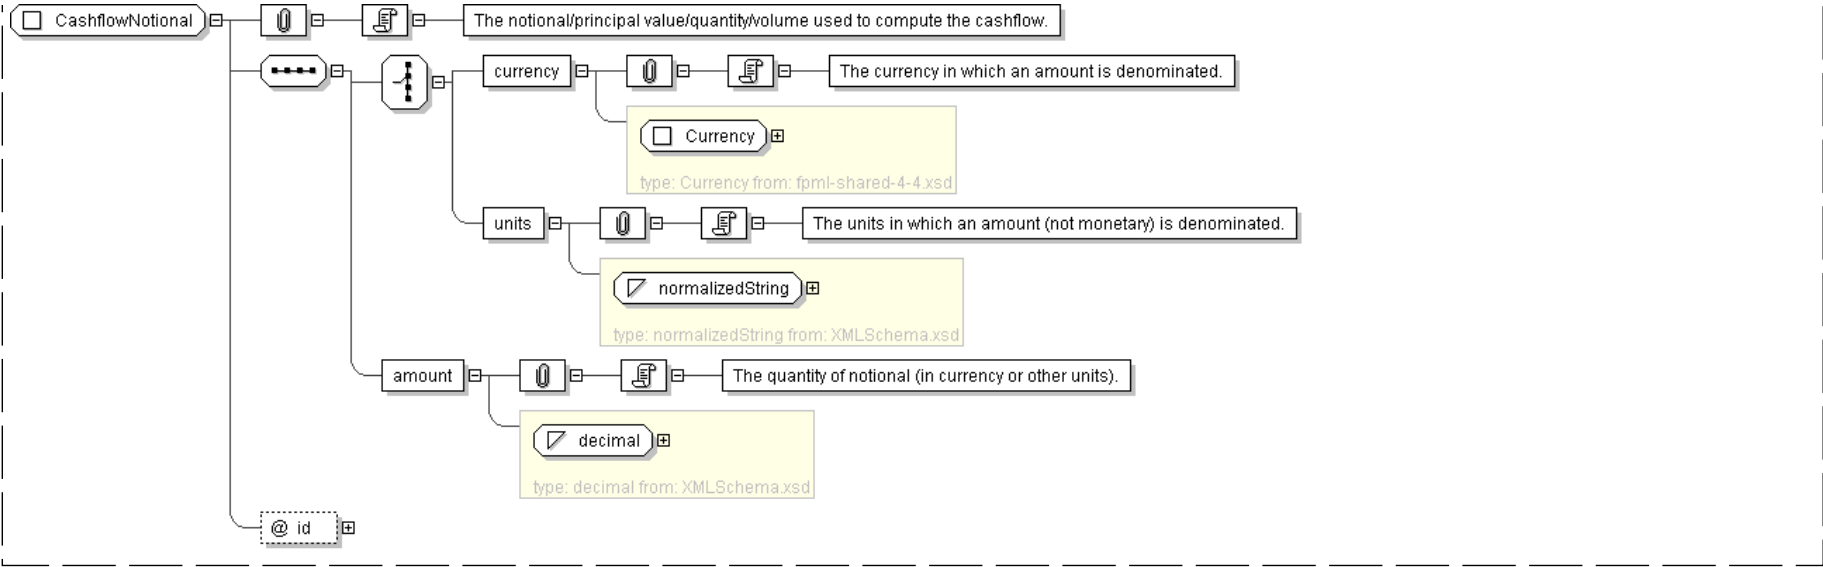 CashflowNotional
The notional/principal value/quantity/volume used to compute the cashflow.
currency
The currency in which an amount is denominated.
Currency
type: Currency from: fpml-shared-4-4.xsd
units
The units in which an amount (not monetary) is denominated.
normalizedString
type: normalizedString from: XMLSchema.xsd
amount
The quantity of notional (in currency or other units).
decimal
type: decimal from: XMLSchema.xsd
@ id